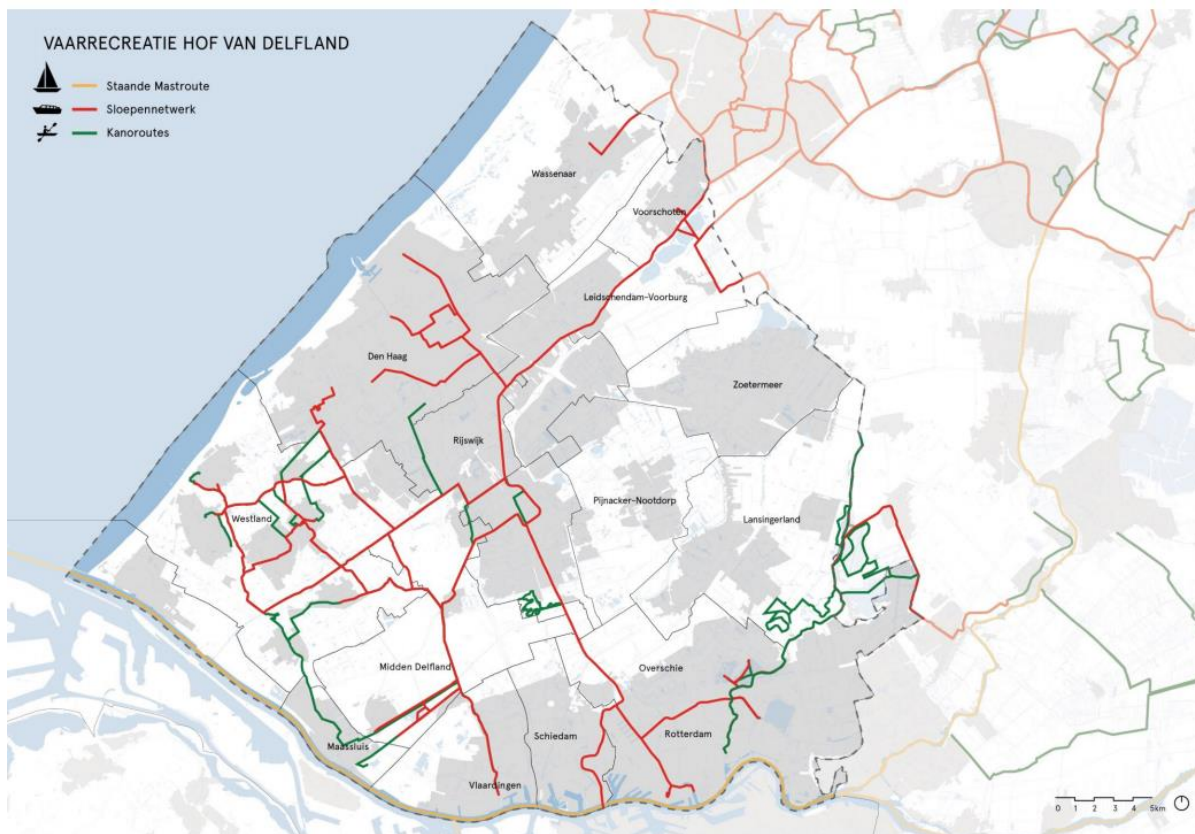 VAARRECREATIE HOF VAN DELFLAND
Staande Mastroute
Sloepennetwerk
Kanoroutes
Wassenaar
Voorschoten
Leidschendam-Voorburg
Den Haag
Zoetermeer
Rijswijk
Pijnacker-Nootdorp
Westland
Lansingerland
Midden Delfland
Overschie
Maassluis
Schiedam
Rotterdam
Vlaardingen
0 1 2 3 4 5km